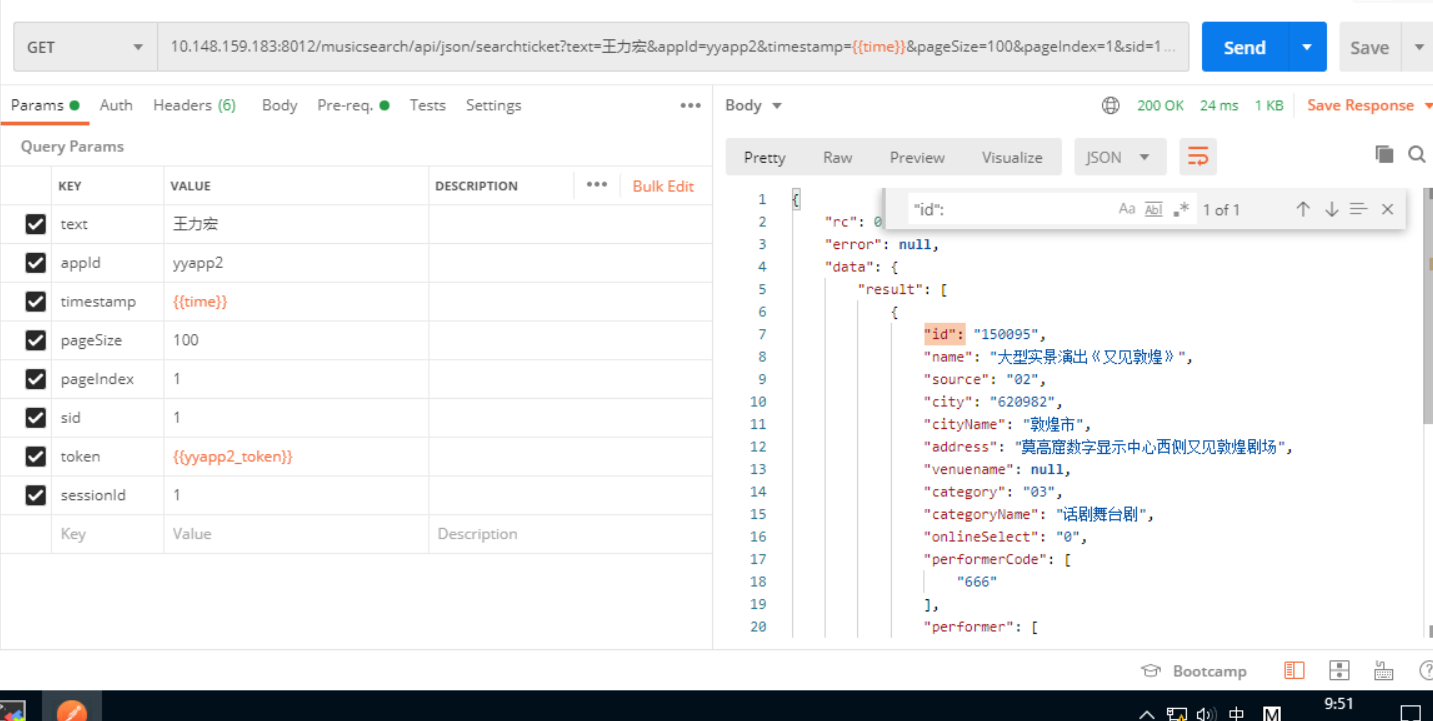 GET
10.148.159.183:8012/musicsearch/api/json/searchticket?text=王力宏&appId=yyapp2&timestamp={{time}}&pageSize=100&pageIndex=1&sid=1...
Send
Save
Params
Auth
Headers (6)
Body
Pre-req.
Tests
Settings
Body
200 OK 24 ms 1 KB
Save Response
Query Params
Pretty
Raw
Preview
Visualize
JSON
KEY VALUE DESCRIPTION
Bulk Edit
text 王力宏
appId yyapp2
timestamp {{time}}
pageSize 100
pageIndex 1
sid 1
token {{yyapp2_token}}
sessionId 1
Key Value Description
"id":
Aa Abl .*
1 of 1
1 {
2 "rc": 0
3 "error": null,
4 "data": {
5 "result": [
6 {
7 "id": "150095",
8 "name": "大型实景演出《又见敦煌》",
9 "source": "02",
10 "city": "620982",
11 "cityName": "敦煌市",
12 "address": "莫高窟数字显示中心西侧又见敦煌剧场",
13 "venuename": null,
14 "category": "03",
15 "categoryName": "话剧舞台剧",
16 "onlineSelect": "0",
17 "performerCode": [
18 "666"
19 ],
20 "performer": [
Bootcamp
中
M
9:51